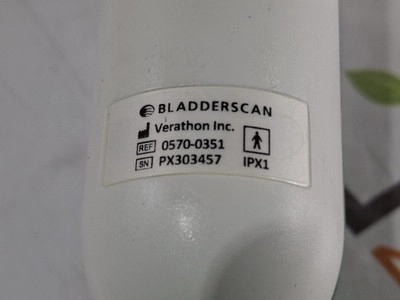 BLADDERSCAN
Verathon Inc.
REF 0570-0351
SN PX303457 IPX1